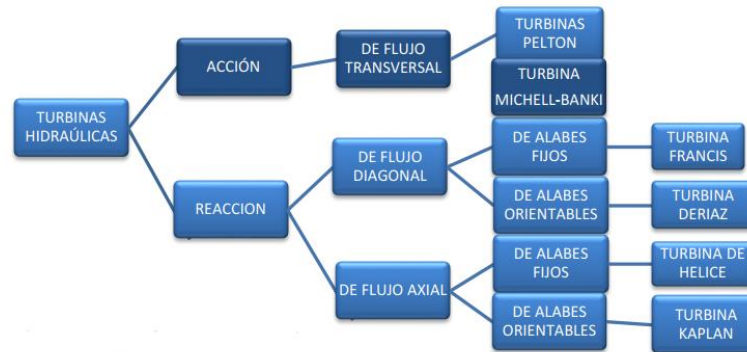 TURBINAS
HIDRAÚLICAS
ACCIÓN
DE FLUJO
TRANSVERSAL
TURBINAS
PELTON
TURBINA
MICHELL-BANKI
REACCION
DE FLUJO
DIAGONAL
DE ALABES
FIJOS
TURBINA
FRANCIS
DE ALABES
ORIENTABLES
TURBINA
DERIAZ
DE FLUJO AXIAL
DE ALABES
FIJOS
TURBINA DE
HELICE
DE ALABES
ORIENTABLES
TURBINA
KAPLAN